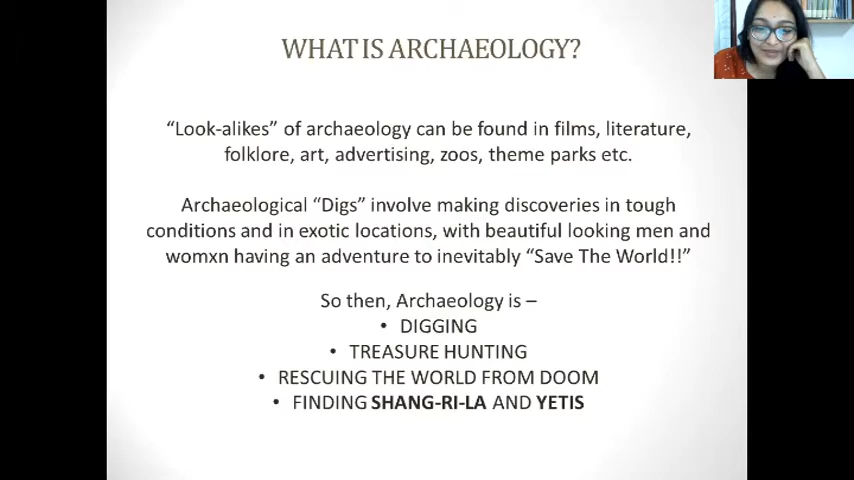 WHAT IS ARCHAEOLOGY?
“Look-alikes” of archaeology can be found in films, literature,
folklore, art, advertising, zoos, theme parks etc.
Archaeological “Digs” involve making discoveries in tough
conditions and in exotic locations, with beautiful looking men and
womxn having an adventure to inevitably “Save The World!!”
So then, Archaeology is –
• DIGGING
• TREASURE HUNTING
• RESCUING THE WORLD FROM DOOM
• FINDING SHANG-RI-LA AND YETIS